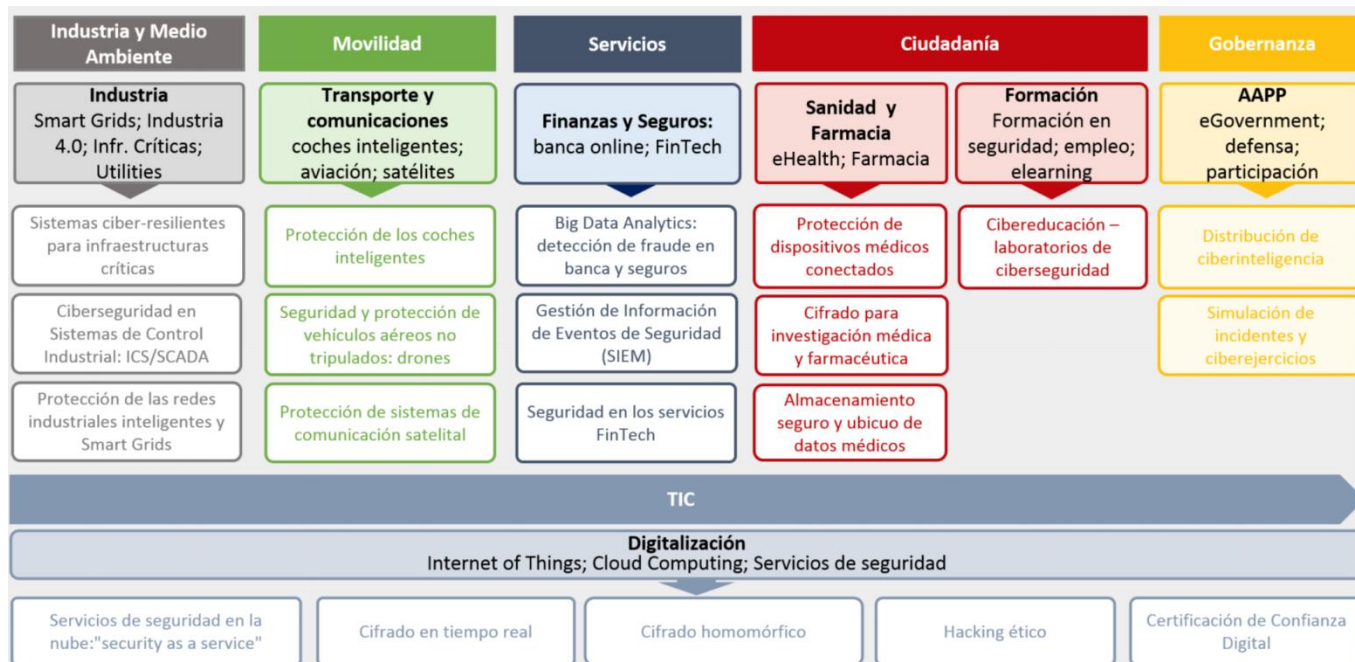 Industria y Medio
Ambiente
Movilidad
Servicios
Ciudadanía
Gobernanza
Industria
Smart Grids; Industria
4.0; Infr. Críticas;
Utilities
Transporte y
comunicaciones
coches inteligentes;
aviación; satélites
Finanzas y Seguros:
banca online; FinTech
Sanidad y
Farmacia
eHealth; Farmacia
Formación
Formación en
seguridad; empleo;
elearning
AAPP
eGovernment;
defensa;
participación
Sistemas ciber-resilientes
para infraestructuras
críticas
Protección de los coches
inteligentes
Big Data Analytics:
detección de fraude en
banca y seguros
Protección de
dispositivos médicos
conectados
Cibereducación –
laboratorios de
ciberseguridad
Distribución de
ciberinteligencia
Ciberseguridad en
Sistemas de Control
Industrial: ICS/SCADA
Seguridad y protección de
vehículos aéreos no
tripulados: drones
Gestión de Información
de Eventos de Seguridad
(SIEM)
Cifrado para
investigación médica
y farmacéutica
Simulación de
incidentes y
ciberejercicios
Protección de las redes
industriales inteligentes y
Smart Grids
Protección de sistemas de
comunicación satelital
Seguridad en los servicios
FinTech
Almacenamiento
seguro y ubicuo de
datos médicos
TIC
Digitalización
Internet of Things; Cloud Computing; Servicios de seguridad
Servicios de seguridad en la
nube:"security as a service"
Cifrado en tiempo real
Cifrado homomórfico
Hacking ético
Certificación de Confianza
Digital